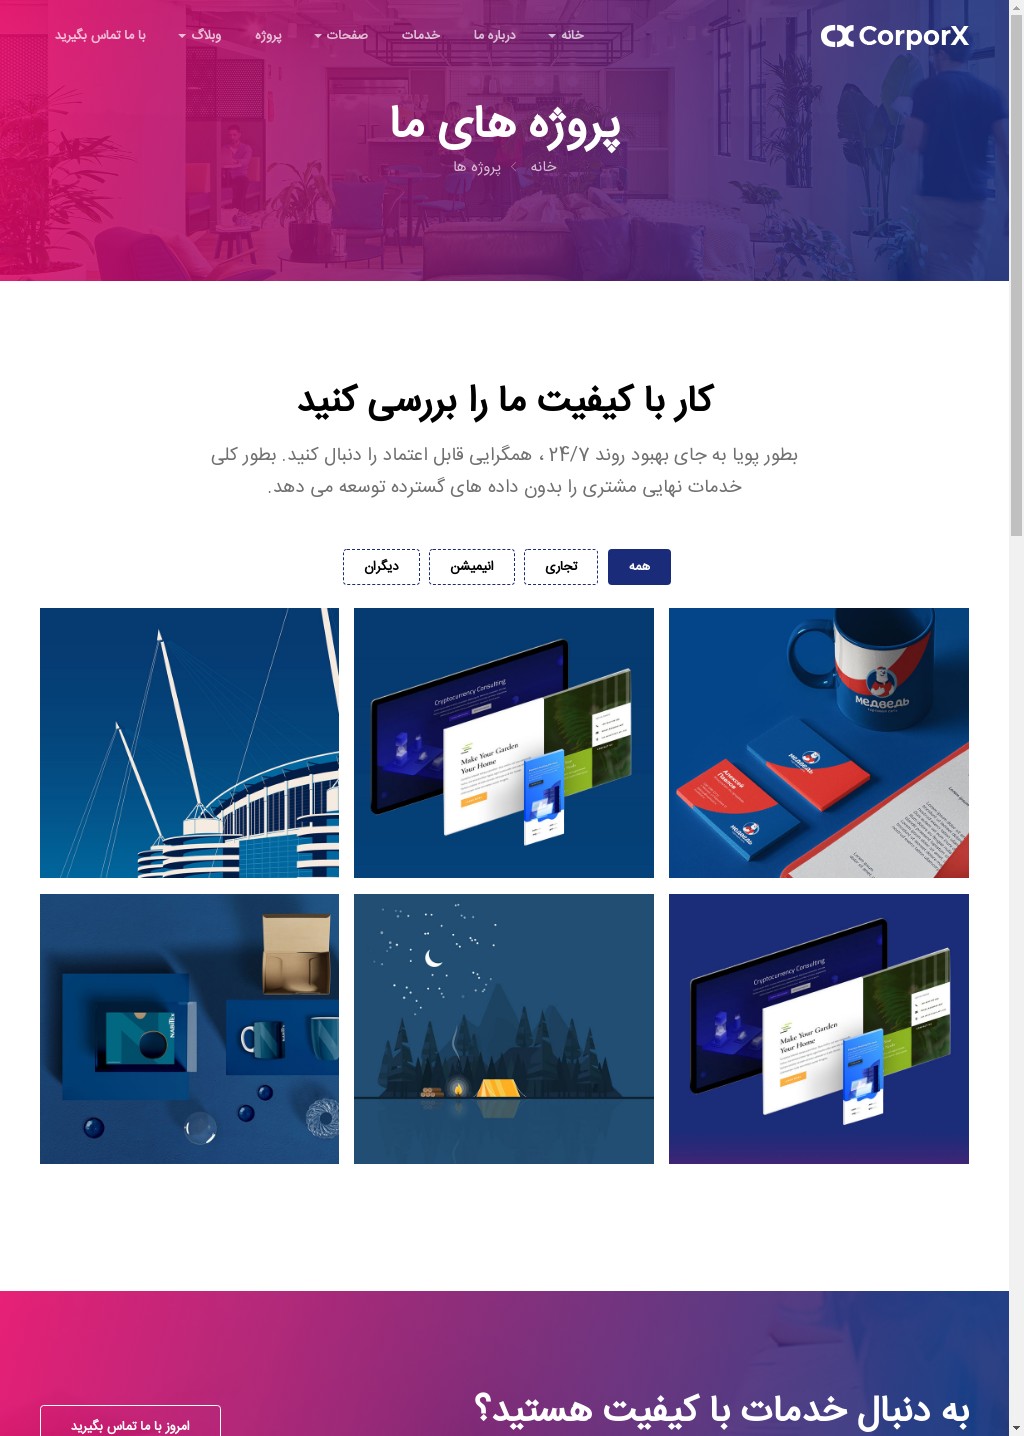 CorporX
خانه
درباره ما
خدمات
صفحات
پروژه
وبلاگ
با ما تماس بگیرید
پروژه های ما
خانه
پروژه ها
کار با کیفیت ما را بررسی کنید
بطور پویا به جای بهبود روند 24/7 ، همگرایی قابل اعتماد را دنبال کنید. بطور کلی
خدمات نهایی مشتری را بدون داده های گسترده توسعه می دهد.
همه
تجاری
انیمیشن
دیگران
МЕДВЕДЬ
МЕДВЕДЬ
МЕДВЕДЬ
Cryptocurrency Consulting
Make Your Garden
Your Home
Cryptocurrency Consulting
Make Your Garden
Your Home
به دنبال خدمات با کیفیت هستید؟
امروز با ما تماس بگیرید